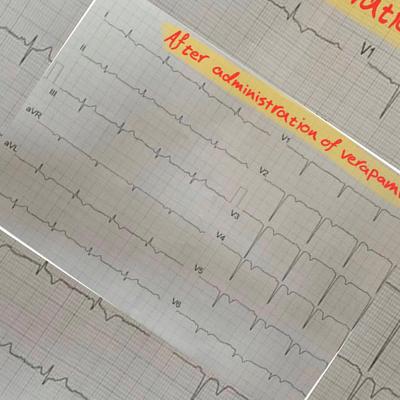 After administration of verapam
V1
I
II
III
aVR
aVL
V1
V2
V3
V4
V5
V6